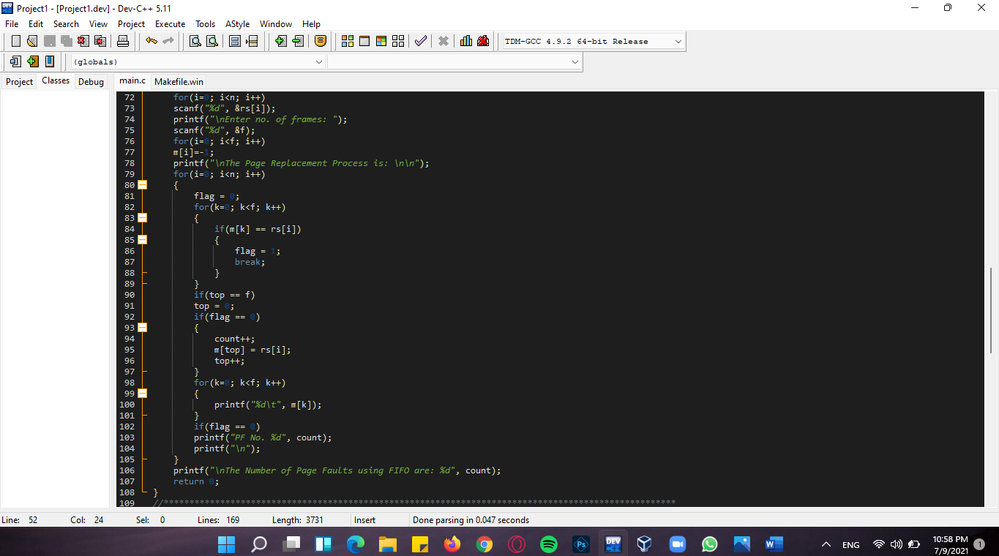 Project1 - [Project1.dev] - Dev-C++ 5.11
File Edit Search View Project Execute Tools AStyle Window Help
TDM-GCC 4.9.2 64-bit Release
(globals)
Project Classes Debug main.c Makefile.win
72 for(i=0; i<n; i++)
73 scanf("%d", &rs[i]);
74 printf("\nEnter no. of frames: ");
75 scanf("%d", &f);
76 for(i=0; i<f; i++)
77 m[i]=-1;
78 printf("\nThe Page Replacement Process is: \n\n");
79 for(i=0; i<n; i++)
80 {
81 flag = 0;
82 for(k=0; k<f; k++)
83 {
84 if(m[k] == rs[i])
85 {
86 flag = 1;
87 break;
88 }
89 }
90 if(top == f)
91 top = 0;
92 if(flag == 0)
93 {
94 count++;
95 m[top] = rs[i];
96 top++;
97 }
98 for(k=0; k<f; k++)
99 {
100 printf("%d\t", m[k]);
101 }
102 if(flag == 0)
103 printf("PF No. %d", count);
104 printf("\n");
105 }
106 printf("\nThe Number of Page Faults using FIFO are: %d", count);
107 return 0;
108 }
109 //****************************************************************************************************
Line: 52 Col: 24 Sel: 0 Lines: 169 Length: 3731 Insert Done parsing in 0.047 seconds
DEV
Ps
W
ENG
10:58 PM
7/9/2021
1